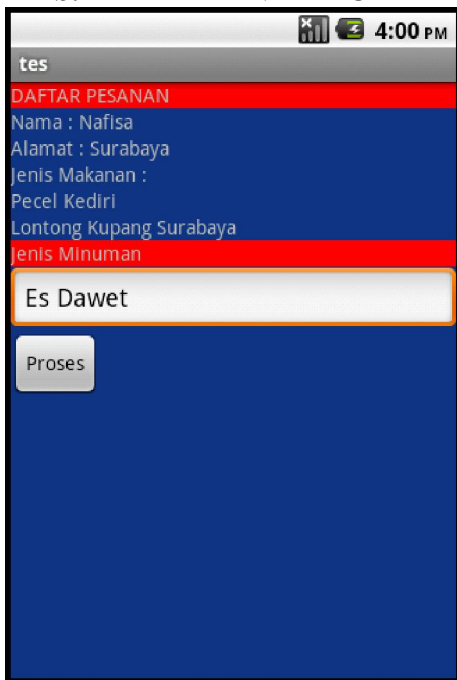 4:00 PM
tes
DAFTAR PESANAN
Nama : Nafisa
Alamat : Surabaya
Jenis Makanan :
Pecel Kediri
Lontong Kupang Surabaya
Jenis Minuman
Es Dawet
Proses